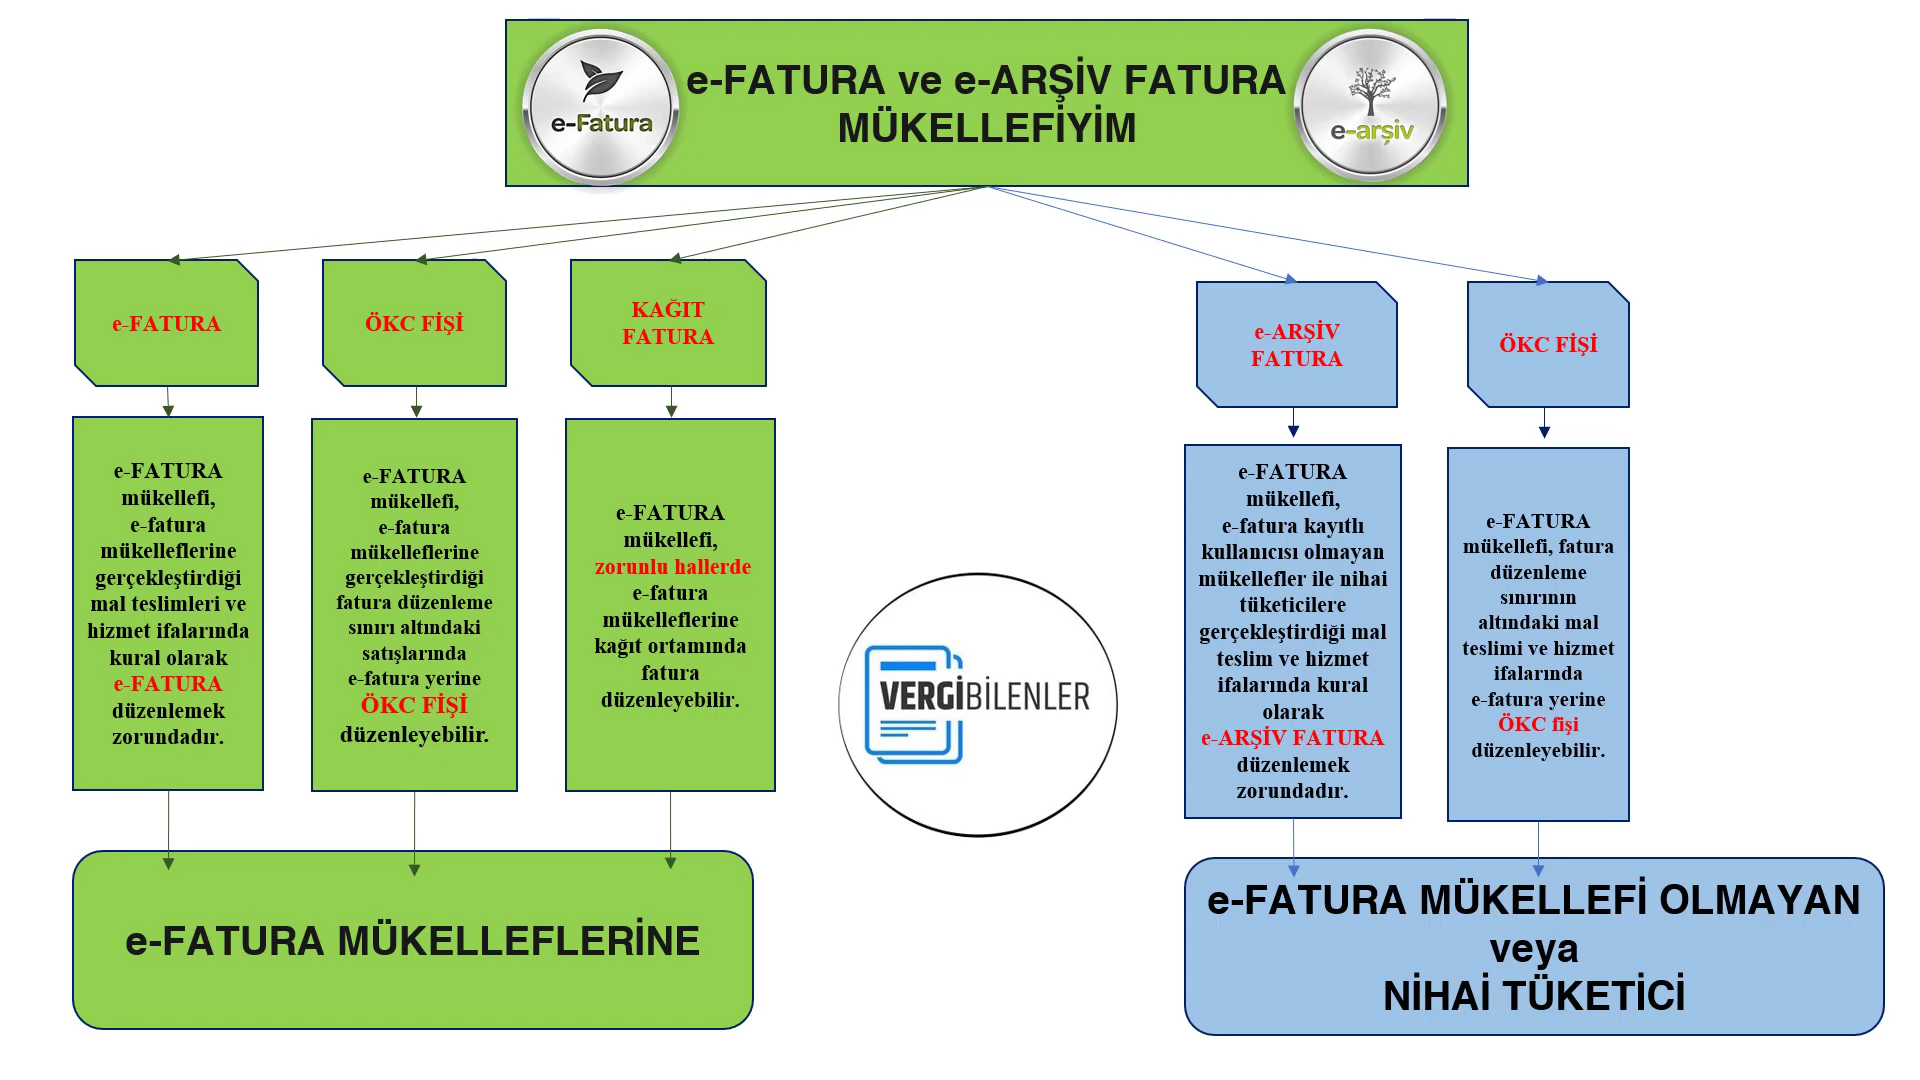 e-Fatura
e-FATURA ve e-ARŞİV FATURA
MÜKELLEFİYİM
e-arşiv
e-FATURA
ÖKC FİŞİ
KAĞIT
FATURA
e-ARŞİV
FATURA
ÖKC FİŞİ
e-FATURA
mükellefi,
e-fatura
mükelleflerine
gerçekleştirdiği
mal teslimleri ve
hizmet ifalarında
kural olarak
e-FATURA
düzenlemek
zorundadır.
e-FATURA
mükellefi,
e-fatura
mükelleflerine
gerçekleştirdiği
fatura düzenleme
sınırı altındaki
satışlarında
e-fatura yerine
ÖKC FİŞİ
düzenleyebilir.
e-FATURA
mükellefi,
zorunlu hallerde
e-fatura
mükelleflerine
kağıt ortamında
fatura
düzenleyebilir.
VERGİBİLENLER
e-FATURA
mükellefi,
e-fatura kayıtlı
kullanıcısı olmayan
mükellefler ile nihai
tüketicilere
gerçekleştirdiği mal
teslim ve hizmet
ifalarında kural
olarak
e-ARŞİV FATURA
düzenlemek
zorundadır.
e-FATURA
mükellefi, fatura
düzenleme
sınırının
altındaki mal
teslimi ve hizmet
ifalarında
e-fatura yerine
ÖKC fişi
düzenleyebilir.
e-FATURA MÜKELLEFLERİNE
e-FATURA MÜKELLEFİ OLMAYAN
veya
NİHAİ TÜKETİCİ